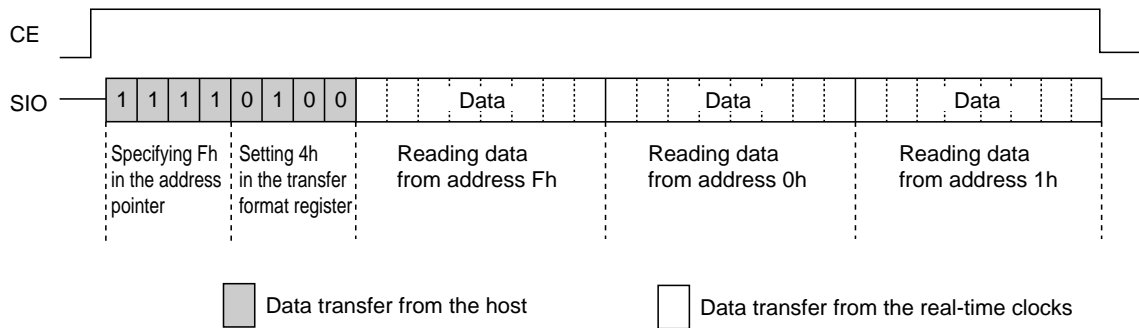 CE
SIO 1 1 1 1 0 1 0 0 Data Data Data
Specifying Fh
in the address
pointer
Setting 4h
in the transfer
format register
Reading data
from address Fh
Reading data
from address 0h
Reading data
from address 1h
Data transfer from the host
Data transfer from the real-time clocks